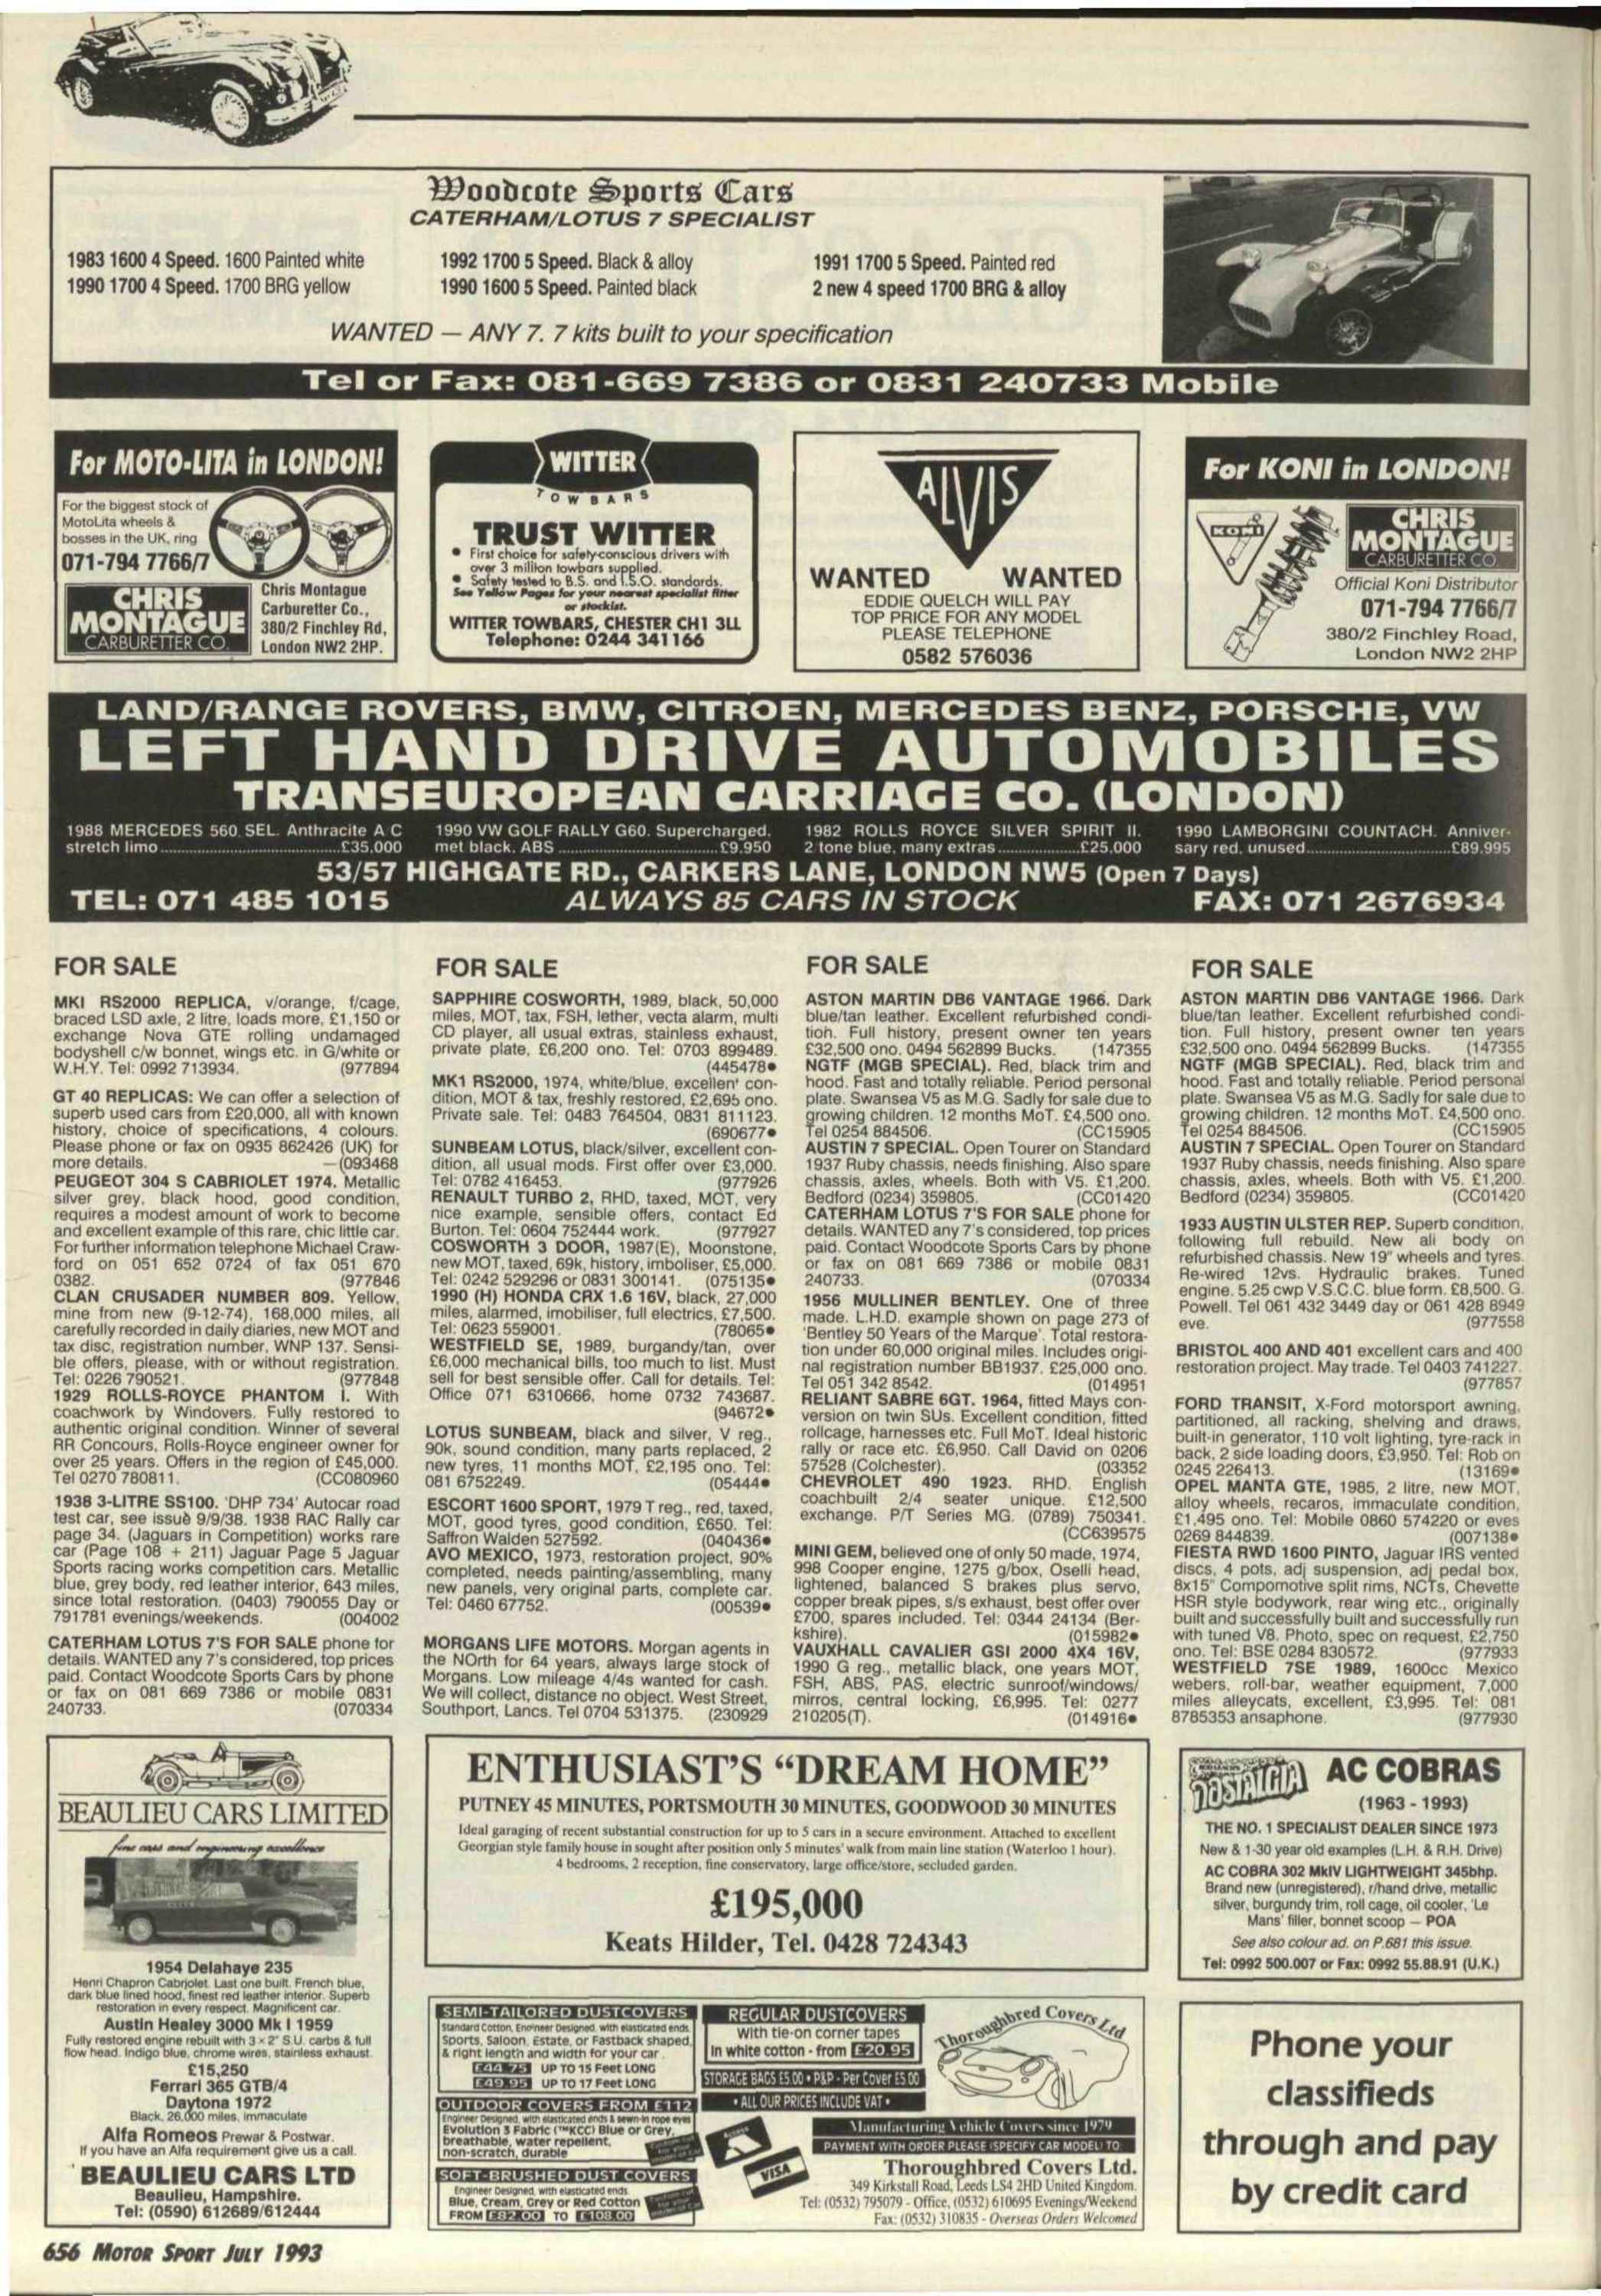 Woodcote Sports Cars
CATERHAM/LOTUS 7 SPECIALIST
1983 1600 4 Speed. 1600 Painted white
1990 1700 4 Speed. 1700 BRG yellow
1992 1700 5 Speed. Black & alloy
1990 1600 5 Speed. Painted black
1991 1700 5 Speed. Painted red
2 new 4 speed 1700 BRG & alloy
WANTED — ANY 7. 7 kits built to your specification
Tel or Fax: 081-669 7386 or 0831 240733 Mobile
For MOTO-LITA in LONDON!
For the biggest stock of
MotoLita wheels &
bosses in the UK, ring
071-794 7766/7
CHRIS
MONTAGUE
CARBURETTER CO.
Chris Montague
Carburetter Co.,
380/2 Finchley Rd,
London NW2 2HP.
WITTER
TOWBARS
TRUST WITTER
• First choice for safety-conscious drivers with
over 3 million towbars supplied.
• Safety tested to B.S. and I.S.O. standards.
See Yellow Pages for your nearest specialist fitter
or stockist.
WITTER TOWBARS, CHESTER CH1 3LL
Telephone: 0244 341166
ALVIS
WANTED WANTED
EDDIE QUELCH WILL PAY
TOP PRICE FOR ANY MODEL
PLEASE TELEPHONE
0582 576036
For KONI in LONDON!
KONI
CHRIS
MONTAGUE
CARBURETTER CO
Official Koni Distributor
071-794 7766/7
380/2 Finchley Road,
London NW2 2HP
LAND/RANGE ROVERS, BMW, CITROEN, MERCEDES BENZ, PORSCHE, VW
LEFT HAND DRIVE AUTOMOBILES
TRANSEUROPEAN CARRIAGE CO. (LONDON)
1988 MERCEDES 560 SEL. Anthracite A C
stretch limo ..... £35,000
1990 VW GOLF RALLY G60. Supercharged,
met black, ABS ..... £9,950
1982 ROLLS ROYCE SILVER SPIRIT II.
2 tone blue, many extras ..... £25,000
1990 LAMBORGINI COUNTACH. Anniver-
sary red, unused ..... £89,995
53/57 HIGHGATE RD., CARKERS LANE, LONDON NW5 (Open 7 Days)
TEL: 071 485 1015 ALWAYS 85 CARS IN STOCK FAX: 071 2676934
FOR SALE
MKI RS2000 REPLICA, v/orange, f/cage,
braced LSD axle, 2 litre, loads more, £1,150 or
exchange Nova GTE rolling undamaged
bodyshell c/w bonnet, wings etc. in G/white or
W.H.Y. Tel: 0992 713934. (977894
GT 40 REPLICAS: We can offer a selection of
superb used cars from £20,000, all with known
history, choice of specifications, 4 colours.
Please phone or fax on 0935 862426 (UK) for
more details. —(093468
PEUGEOT 304 S CABRIOLET 1974. Metallic
silver grey, black hood, good condition,
requires a modest amount of work to become
and excellent example of this rare, chic little car.
For further information telephone Michael Craw-
ford on 051 652 0724 of fax 051 670
0382. (977846
CLAN CRUSADER NUMBER 809. Yellow,
mine from new (9-12-74), 168,000 miles, all
carefully recorded in daily diaries, new MOT and
tax disc, registration number, WNP 137. Sensi-
ble offers, please, with or without registration.
Tel: 0226 790521. (977848
1929 ROLLS-ROYCE PHANTOM I. With
coachwork by Windovers. Fully restored to
authentic original condition. Winner of several
RR Concours, Rolls-Royce engineer owner for
over 25 years. Offers in the region of £45,000.
Tel 0270 780811. (CC080960
1938 3-LITRE SS100. 'DHP 734' Autocar road
test car, see issue 9/9/38. 1938 RAC Rally car
page 34. (Jaguars in Competition) works rare
car (Page 108 + 211) Jaguar Page 5 Jaguar
Sports racing works competition cars. Metallic
blue, grey body, red leather interior, 643 miles,
since total restoration. (0403) 790055 Day or
791781 evenings/weekends. (004002
CATERHAM LOTUS 7'S FOR SALE phone for
details. WANTED any 7's considered, top prices
paid. Contact Woodcote Sports Cars by phone
or fax on 081 669 7386 or mobile 0831
240733. (070334
FOR SALE
SAPPHIRE COSWORTH, 1989, black, 50,000
miles, MOT, tax, FSH, lether, vecta alarm, multi
CD player, all usual extras, stainless exhaust,
private plate, £6,200 ono. Tel: 0703 899489.
(445478●
MK1 RS2000, 1974, white/blue, excellent con-
dition, MOT & tax, freshly restored, £2,695 ono.
Private sale. Tel: 0483 764504, 0831 811123.
(690677●
SUNBEAM LOTUS, black/silver, excellent con-
dition, all usual mods. First offer over £3,000.
Tel: 0782 416453. (977926
RENAULT TURBO 2, RHD, taxed, MOT, very
nice example, sensible offers, contact Ed
Burton. Tel: 0604 752444 work. (977927
COSWORTH 3 DOOR, 1987(E), Moonstone,
new MOT, taxed, 69k, history, imboliser, £5,000.
Tel: 0242 529296 or 0831 300141. (075135●
1990 (H) HONDA CRX 1.6 16V, black, 27,000
miles, alarmed, imobiliser, full electrics, £7,500.
Tel: 0623 559001. (78065●
WESTFIELD SE, 1989, burgandy/tan, over
£6,000 mechanical bills, too much to list. Must
sell for best sensible offer. Call for details. Tel:
Office 071 6310666, home 0732 743687.
(94672●
LOTUS SUNBEAM, black and silver, V reg.,
90k, sound condition, many parts replaced, 2
new tyres, 11 months MOT, £2,195 ono. Tel:
081 6752249. (05444●
ESCORT 1600 SPORT, 1979 T reg., red, taxed,
MOT, good tyres, good condition, £650. Tel:
Saffron Walden 527592. (040436●
AVO MEXICO, 1973, restoration project, 90%
completed, needs painting/assembling, many
new panels, very original parts, complete car.
Tel: 0460 67752. (00539●
MORGANS LIFE MOTORS. Morgan agents in
the NOrth for 64 years, always large stock of
Morgans. Low mileage 4/4s wanted for cash.
We will collect, distance no object. West Street,
Southport, Lancs. Tel 0704 531375. (230929
FOR SALE
ASTON MARTIN DB6 VANTAGE 1966. Dark
blue/tan leather. Excellent refurbished condi-
tion. Full history, present owner ten years
£32,500 ono. 0494 562899 Bucks. (147355
NGTF (MGB SPECIAL). Red, black trim and
hood. Fast and totally reliable. Period personal
plate. Swansea V5 as M.G. Sadly for sale due to
growing children. 12 months MoT. £4,500 ono.
Tel 0254 884506. (CC15905
AUSTIN 7 SPECIAL. Open Tourer on Standard
1937 Ruby chassis, needs finishing. Also spare
chassis, axles, wheels. Both with V5. £1,200.
Bedford (0234) 359805. (CC01420
CATERHAM LOTUS 7'S FOR SALE phone for
details. WANTED any 7's considered, top prices
paid. Contact Woodcote Sports Cars by phone
or fax on 081 669 7386 or mobile 0831
240733. (070334
1956 MULLINER BENTLEY. One of three
made. L.H.D. example shown on page 273 of
'Bentley 50 Years of the Marque'. Total restora-
tion under 60,000 original miles. Includes origi-
nal registration number BB1937. £25,000 ono.
Tel 051 342 8542. (014951
RELIANT SABRE 6GT. 1964, fitted Mays con-
version on twin SUs. Excellent condition, fitted
rollcage, harnesses etc. Full MoT. Ideal historic
rally or race etc. £6,950. Call David on 0206
57528 (Colchester). (03352
CHEVROLET 490 1923. RHD. English
coachbuilt 2/4 seater unique. £12,500
exchange. P/T Series MG. (0789) 750341.
(CC639575
MINI GEM, believed one of only 50 made, 1974,
998 Cooper engine, 1275 g/box, Oselli head,
lightened, balanced S brakes plus servo,
copper break pipes, s/s exhaust, best offer over
£700, spares included. Tel: 0344 24134 (Ber-
kshire). (015982●
VAUXHALL CAVALIER GSI 2000 4X4 16V,
1990 G reg., metallic black, one years MOT,
FSH, ABS, PAS, electric sunroof/windows/
mirros, central locking, £6,995. Tel: 0277
210205(T). (014916●
FOR SALE
ASTON MARTIN DB6 VANTAGE 1966. Dark
blue/tan leather. Excellent refurbished condi-
tion. Full history, present owner ten years
£32,500 ono. 0494 562899 Bucks. (147355
NGTF (MGB SPECIAL). Red, black trim and
hood. Fast and totally reliable. Period personal
plate. Swansea V5 as M.G. Sadly for sale due to
growing children. 12 months MoT. £4,500 ono.
Tel 0254 884506. (CC15905
AUSTIN 7 SPECIAL. Open Tourer on Standard
1937 Ruby chassis, needs finishing. Also spare
chassis, axles, wheels. Both with V5. £1,200.
Bedford (0234) 359805. (CC01420
1933 AUSTIN ULSTER REP. Superb condition,
following full rebuild. New ali body on
refurbished chassis. New 19" wheels and tyres.
Re-wired 12vs. Hydraulic brakes. Tuned
engine. 5.25 cwp V.S.C.C. blue form. £8,500. G.
Powell. Tel 061 432 3449 day or 061 428 8949
eve. (977558
BRISTOL 400 AND 401 excellent cars and 400
restoration project. May trade. Tel 0403 741227.
(977857
FORD TRANSIT, X-Ford motorsport awning,
partitioned, all racking, shelving and draws,
built-in generator, 110 volt lighting, tyre-rack in
back, 2 side loading doors, £3,950. Tel: Rob on
0245 226413. (13169●
OPEL MANTA GTE, 1985, 2 litre, new MOT,
alloy wheels, recaros, immaculate condition,
£1,495 ono. Tel: Mobile 0860 574220 or eves
0269 844839. (007138●
FIESTA RWD 1600 PINTO, Jaguar IRS vented
discs, 4 pots, adj suspension, adj pedal box,
8x15" Compomotive split rims, NCTs, Chevette
HSR style bodywork, rear wing etc., originally
built and successfully built and successfully run
with tuned V8. Photo, spec on request, £2,750
ono. Tel: BSE 0284 830572. (977933
WESTFIELD 7SE 1989, 1600cc Mexico
webers, roll-bar, weather equipment, 7,000
miles alleycats, excellent, £3,995. Tel: 081
8785353 ansaphone. (977930
BEAULIEU CARS LIMITED
fine cars and engineering excellence
1954 Delahaye 235
Henri Chapron Cabriolet. Last one built. French blue,
dark blue lined hood, finest red leather interior. Superb
restoration in every respect. Magnificent car.
Austin Healey 3000 Mk I 1959
Fully restored engine rebuilt with 3 × 2" S.U. carbs & full
flow head. Indigo blue, chrome wires, stainless exhaust.
£15,250
Ferrari 365 GTB/4
Daytona 1972
Black, 26,000 miles, immaculate
Alfa Romeos Prewar & Postwar.
If you have an Alfa requirement give us a call.
BEAULIEU CARS LTD
Beaulieu, Hampshire.
Tel: (0590) 612689/612444
ENTHUSIAST'S “DREAM HOME”
PUTNEY 45 MINUTES, PORTSMOUTH 30 MINUTES, GOODWOOD 30 MINUTES
Ideal garaging of recent substantial construction for up to 5 cars in a secure environment. Attached to excellent
Georgian style family house in sought after position only 5 minutes' walk from main line station (Waterloo 1 hour).
4 bedrooms, 2 reception, fine conservatory, large office/store, secluded garden.
£195,000
Keats Hilder, Tel. 0428 724343
NOSTALGIA
AC COBRAS
(1963 - 1993)
THE NO. 1 SPECIALIST DEALER SINCE 1973
New & 1-30 year old examples (L.H. & R.H. Drive)
AC COBRA 302 MkIV LIGHTWEIGHT 345bhp.
Brand new (unregistered), r/hand drive, metallic
silver, burgundy trim, roll cage, oil cooler, 'Le
Mans' filler, bonnet scoop — POA
See also colour ad. on P.681 this issue.
Tel: 0992 500.007 or Fax: 0992 55.88.91 (U.K.)
SEMI-TAILORED DUSTCOVERS
Standard Cotton, Engineer Designed, with elasticated ends.
Sports, Saloon, Estate, or Fastback shaped,
& right length and width for your car.
£44.75 UP TO 15 Feet LONG
£49.95 UP TO 17 Feet LONG
OUTDOOR COVERS FROM £112
Engineer Designed, with elasticated ends & sewn-in rope eyes
Evolution 3 Fabric (™KCC) Blue or Grey,
breathable, water repellent,
non-scratch, durable
SOFT-BRUSHED DUST COVERS
Engineer Designed, with elasticated ends
Blue, Cream, Grey or Red Cotton
FROM £82.00 TO £108.00
REGULAR DUSTCOVERS
With tie-on corner tapes
In white cotton - from £20.95
STORAGE BAGS £5.00 • P&P - Per Cover £5.00
• ALL OUR PRICES INCLUDE VAT •
Access
VISA
Thoroughbred Covers Ltd
Manufacturing Vehicle Covers since 1979
PAYMENT WITH ORDER PLEASE (SPECIFY CAR MODEL) TO:
Thoroughbred Covers Ltd.
349 Kirkstall Road, Leeds LS4 2HD United Kingdom.
Tel: (0532) 795079 - Office, (0532) 610695 Evenings/Weekend
Fax: (0532) 310835 - Overseas Orders Welcomed
Phone your
classifieds
through and pay
by credit card
656 MOTOR SPORT JULY 1993